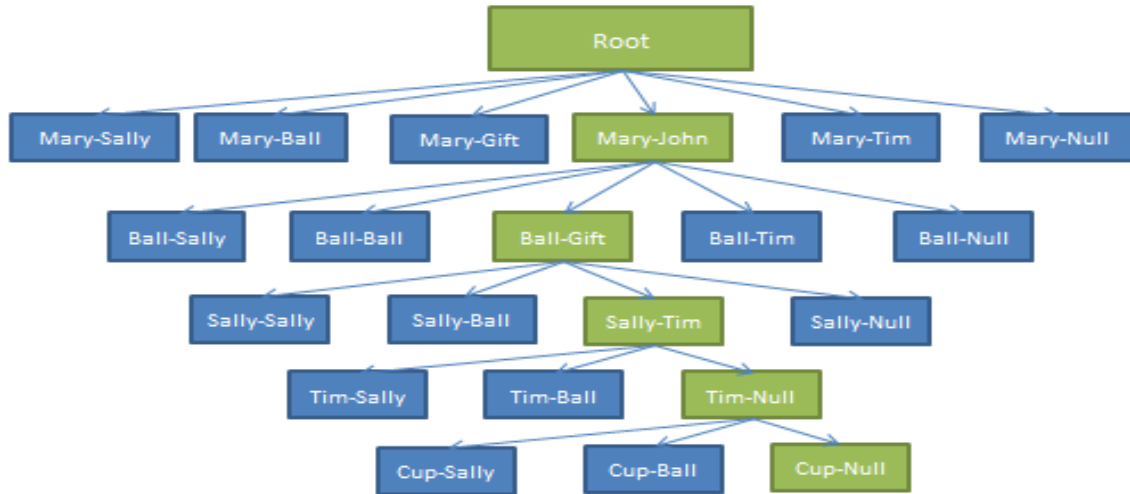 Root
Mary-Sally
Mary-Ball
Mary-Gift
Mary-John
Mary-Tim
Mary-Null
Ball-Sally
Ball-Ball
Ball-Gift
Ball-Tim
Ball-Null
Sally-Sally
Sally-Ball
Sally-Tim
Sally-Null
Tim-Sally
Tim-Ball
Tim-Null
Cup-Sally
Cup-Ball
Cup-Null